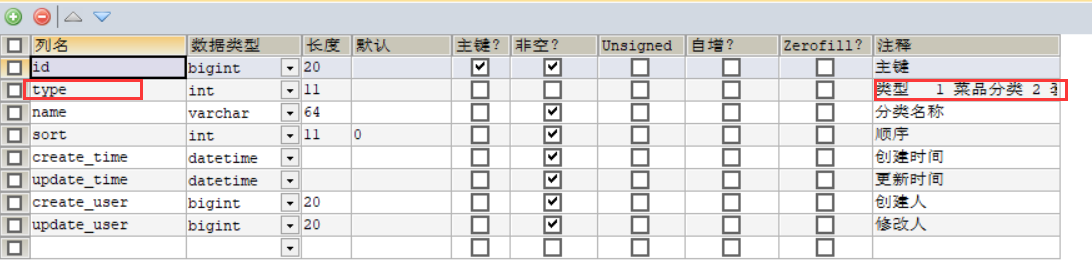 列名 数据类型 长度 默认 主键? 非空? Unsigned 自增? Zerofill? 注释
id bigint 20 主键
type int 11 类型 1 菜品分类 2
name varchar 64 分类名称
sort int 11 0 顺序
create_time datetime 创建时间
update_time datetime 更新时间
create_user bigint 20 创建人
update_user bigint 20 修改人